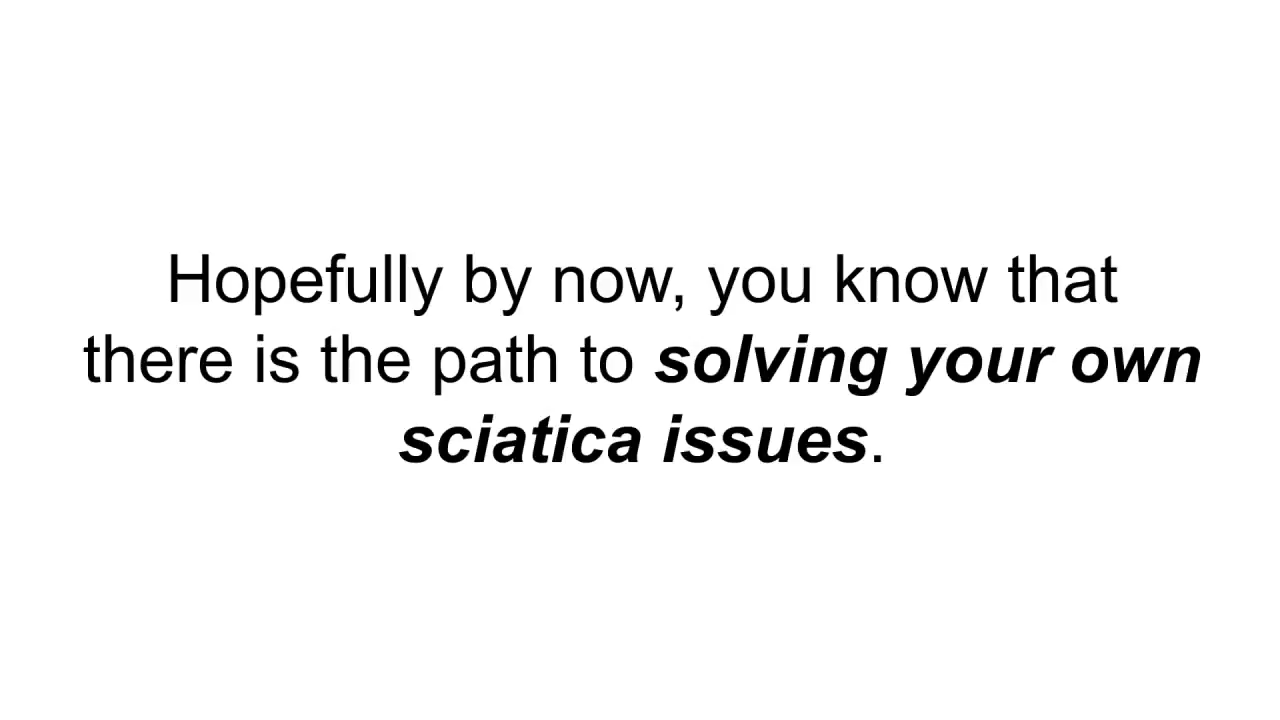 Hopefully by now, you know that
there is the path to solving your own
sciatica issues.